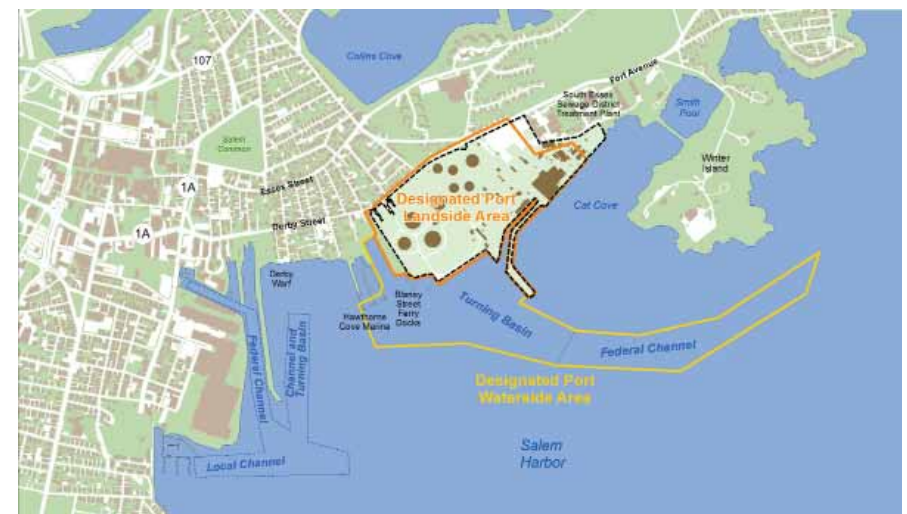 Collins Cove
107
Fort Avenue
South Essex
Sewage District
Treatment Plant
Smith
Pool
Salem
Common
Winter
Island
1A
Essex Street
Designated Port
Landside Area
Cat Cove
Derby Street
1A
Derby
Warf
Blaney
Street
Ferry
Docks
Hawthorne
Cove Marina
Turning Basin
Federal Channel
Federal Channel
Channel and
Turning Basin
Designated Port
Waterside Area
Salem
Harbor
Local Channel